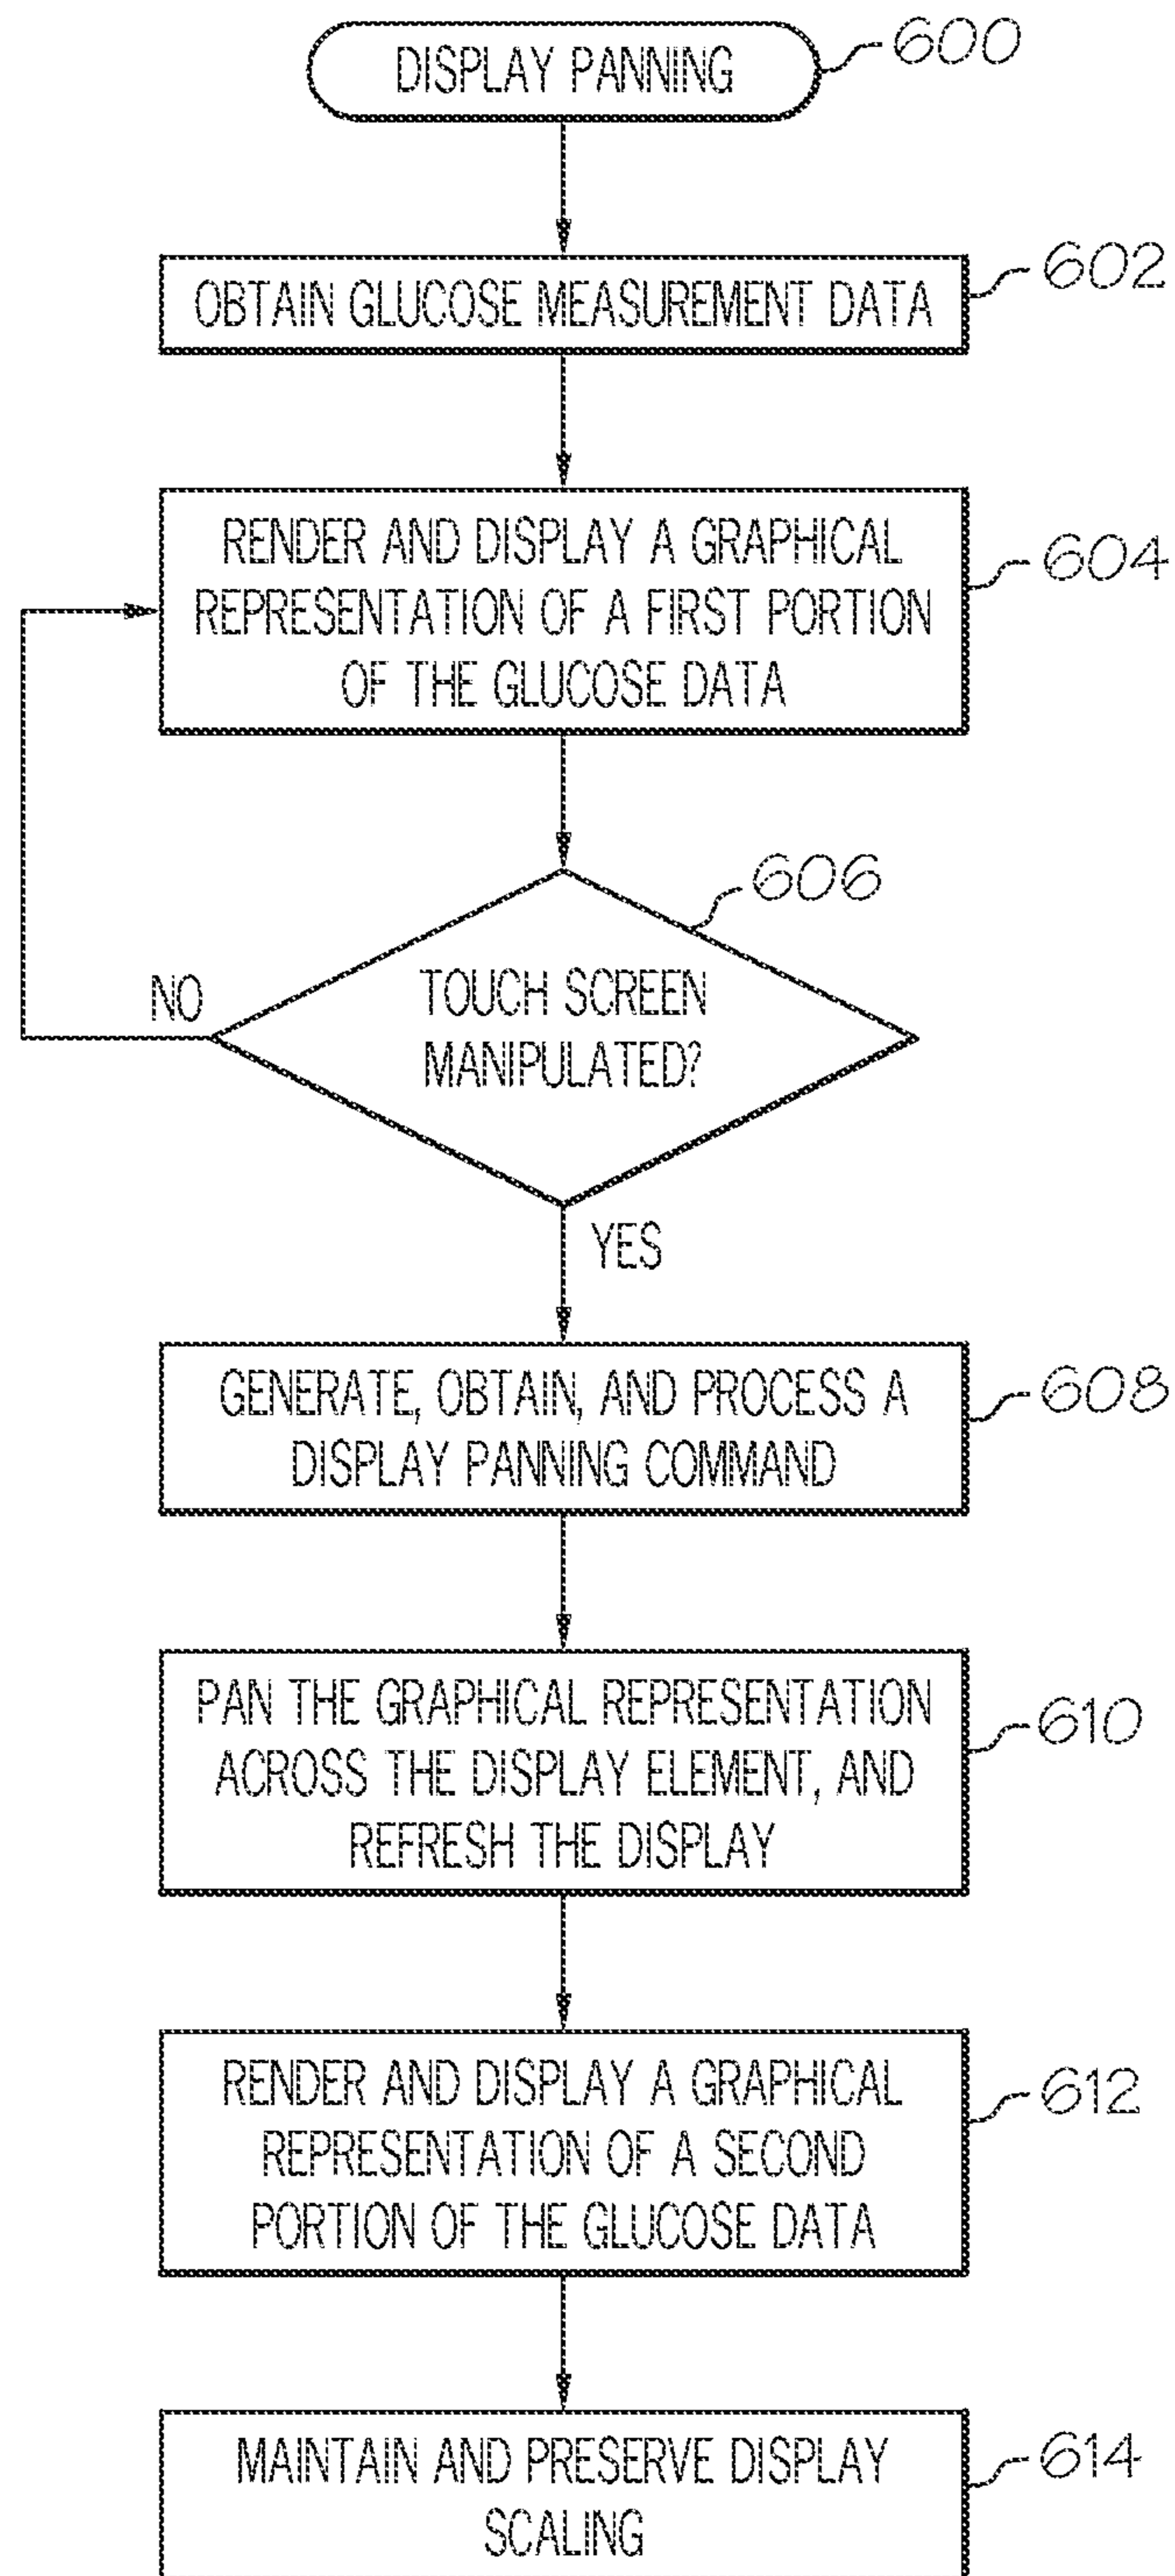 DISPLAY PANNING
600
OBTAIN GLUCOSE MEASUREMENT DATA
602
RENDER AND DISPLAY A GRAPHICAL
REPRESENTATION OF A FIRST PORTION
OF THE GLUCOSE DATA
604
606
TOUCH SCREEN
MANIPULATED?
NO
YES
GENERATE, OBTAIN, AND PROCESS A
DISPLAY PANNING COMMAND
608
PAN THE GRAPHICAL REPRESENTATION
ACROSS THE DISPLAY ELEMENT, AND
REFRESH THE DISPLAY
610
RENDER AND DISPLAY A GRAPHICAL
REPRESENTATION OF A SECOND
PORTION OF THE GLUCOSE DATA
612
MAINTAIN AND PRESERVE DISPLAY
SCALING
614